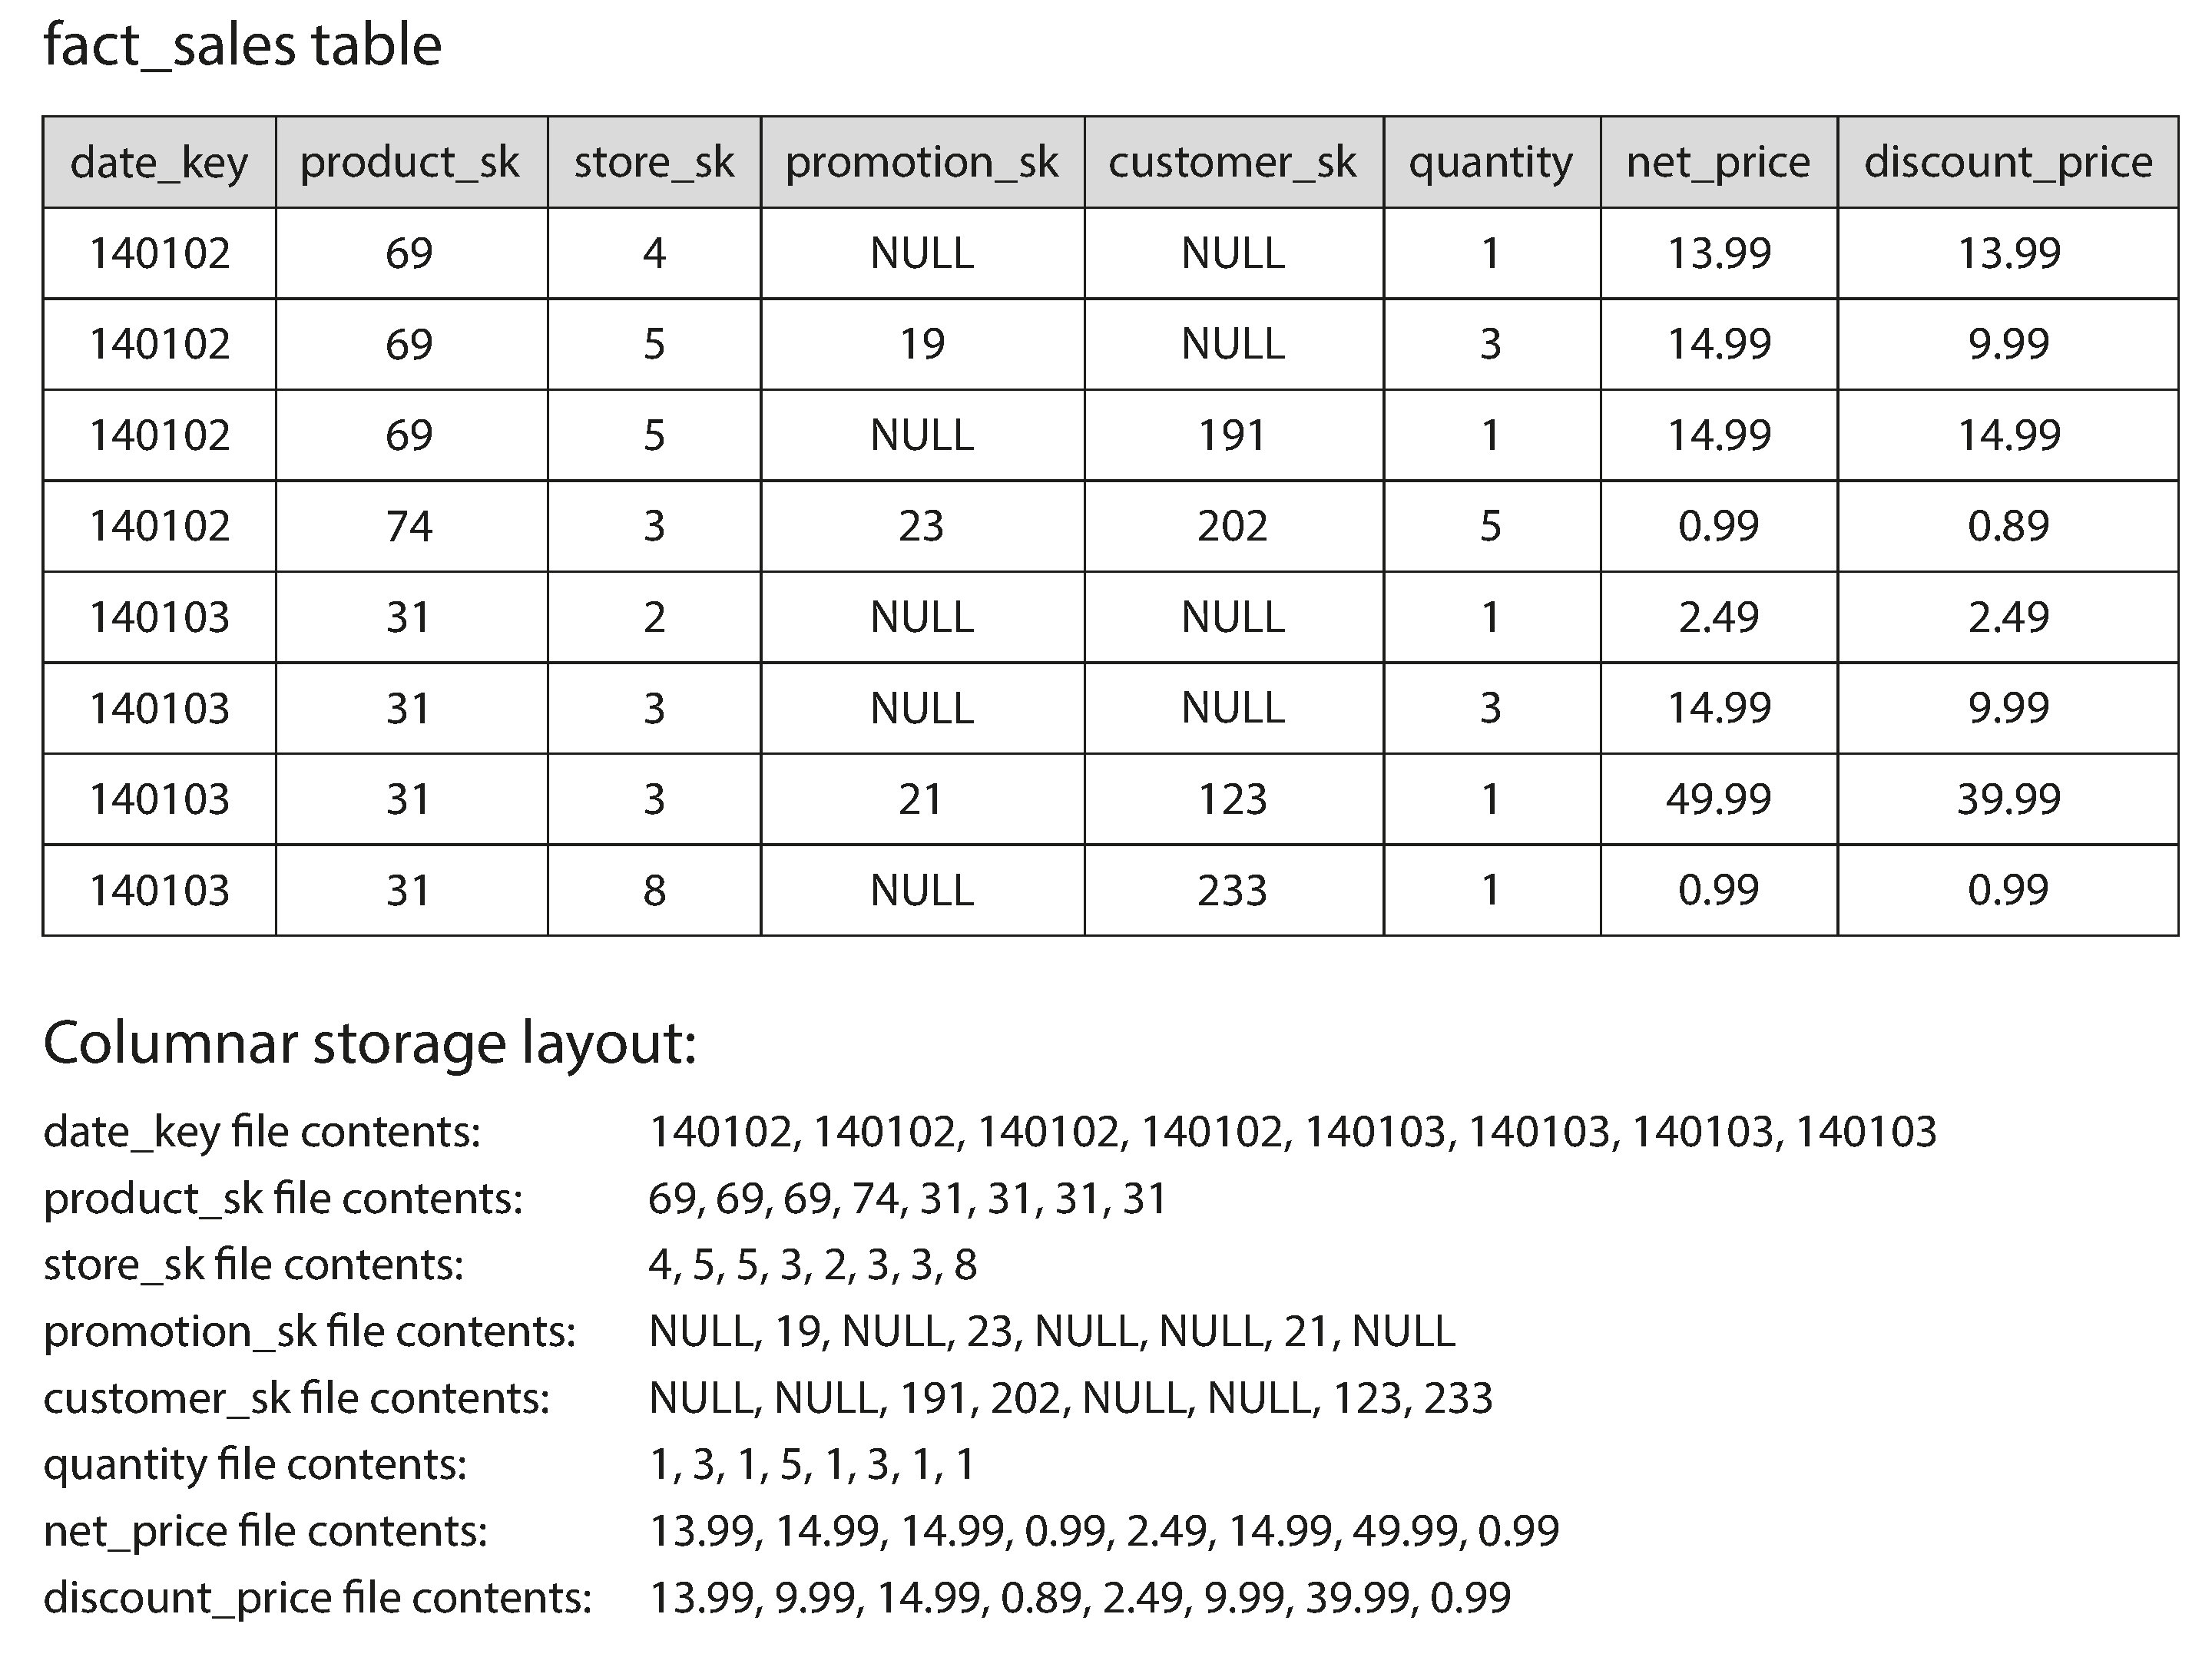 fact_sales table
date_key product_sk store_sk promotion_sk customer_sk quantity net_price discount_price
140102 69 4 NULL NULL 1 13.99 13.99
140102 69 5 19 NULL 3 14.99 9.99
140102 69 5 NULL 191 1 14.99 14.99
140102 74 3 23 202 5 0.99 0.89
140103 31 2 NULL NULL 1 2.49 2.49
140103 31 3 NULL NULL 3 14.99 9.99
140103 31 3 21 123 1 49.99 39.99
140103 31 8 NULL 233 1 0.99 0.99
Columnar storage layout:
date_key file contents: 140102, 140102, 140102, 140102, 140103, 140103, 140103, 140103
product_sk file contents: 69, 69, 69, 74, 31, 31, 31, 31
store_sk file contents: 4, 5, 5, 3, 2, 3, 3, 8
promotion_sk file contents: NULL, 19, NULL, 23, NULL, NULL, 21, NULL
customer_sk file contents: NULL, NULL, 191, 202, NULL, NULL, 123, 233
quantity file contents: 1, 3, 1, 5, 1, 3, 1, 1
net_price file contents: 13.99, 14.99, 14.99, 0.99, 2.49, 14.99, 49.99, 0.99
discount_price file contents: 13.99, 9.99, 14.99, 0.89, 2.49, 9.99, 39.99, 0.99